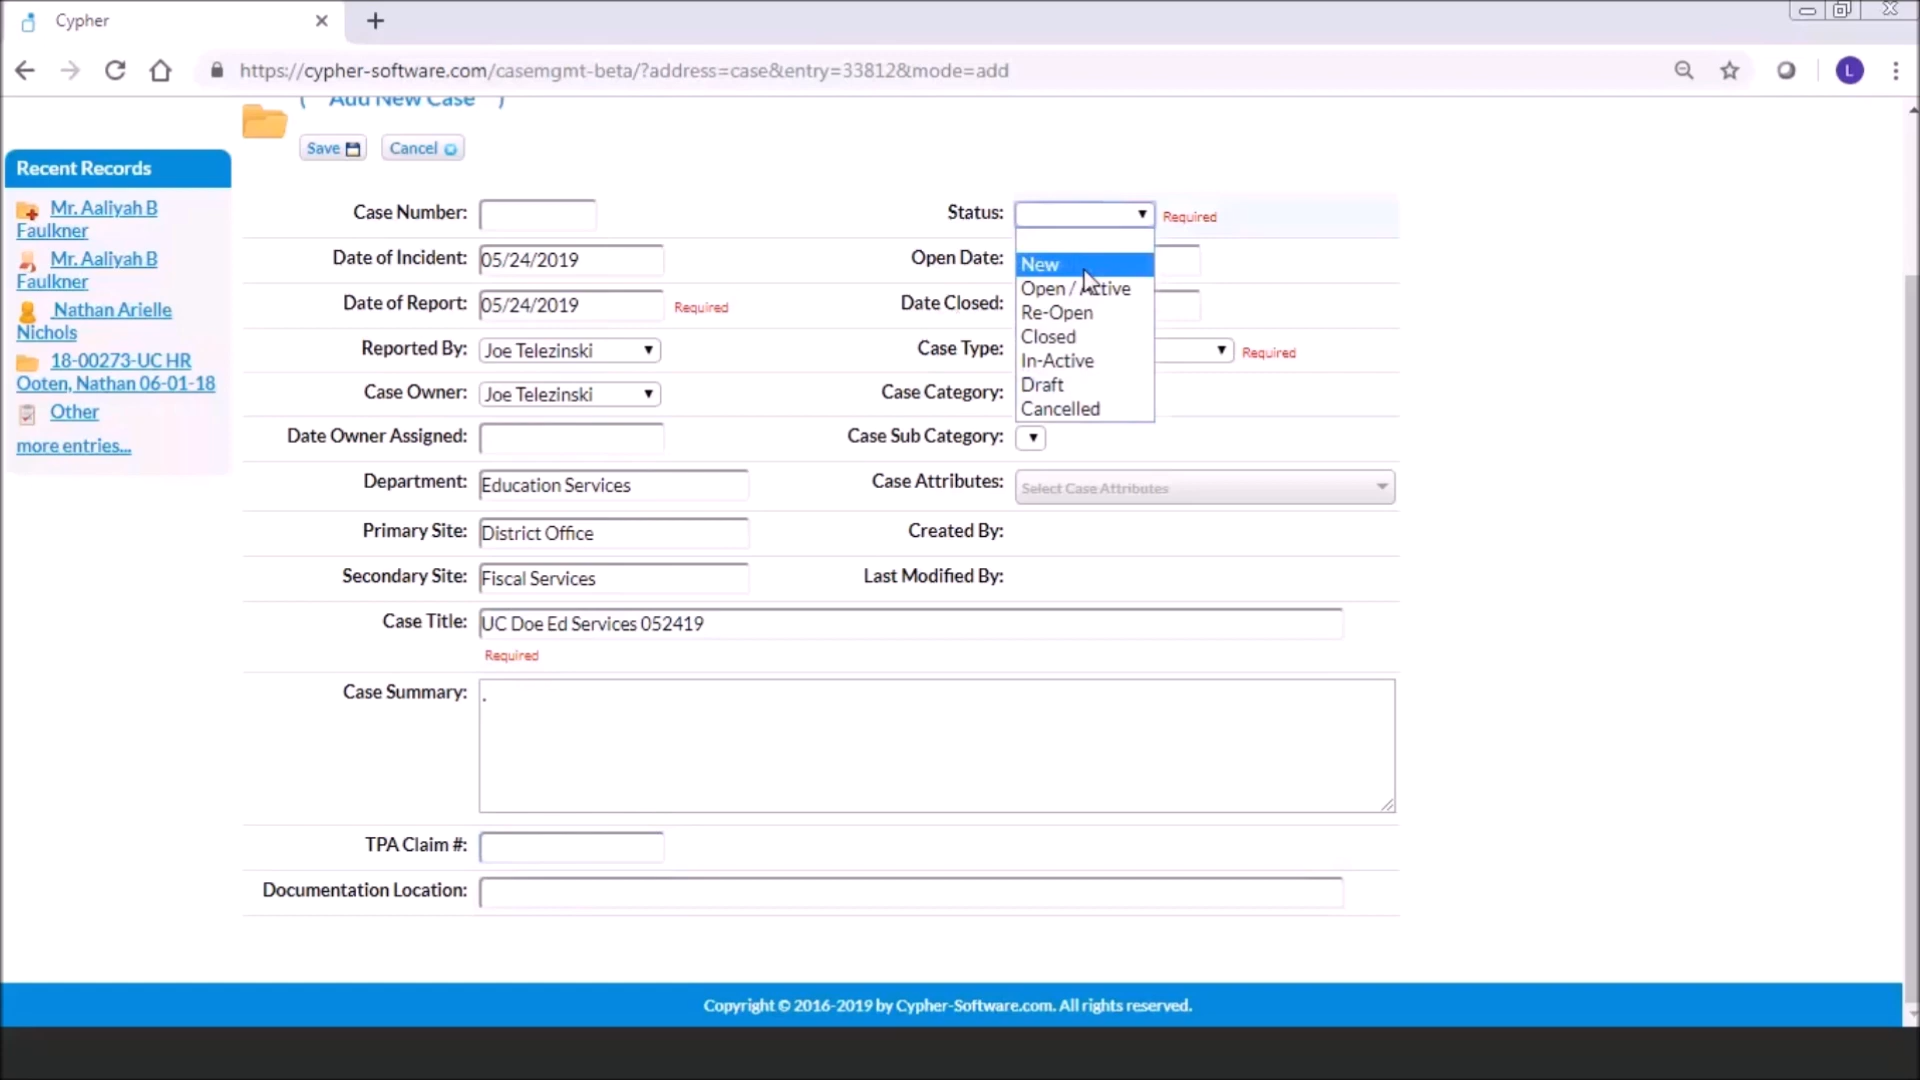 Cypher
https://cypher-software.com/casemgmt-beta/?address=case&entry=33812&mode=add
L
( Add New Case )
Save
Cancel
Recent Records
Mr. Aaliyah B
Faulkner
Mr. Aaliyah B
Faulkner
Nathan Arielle
Nichols
18-00273-UC HR
Ooten, Nathan 06-01-18
Other
more entries...
Case Number:
Status:
Required
Date of Incident: 05/24/2019
Open Date:
New
Open / Active
Re-Open
Closed
In-Active
Draft
Cancelled
Date of Report: 05/24/2019 Required
Date Closed:
Reported By: Joe Telezinski
Case Type:
Required
Case Owner: Joe Telezinski
Case Category:
Date Owner Assigned:
Case Sub Category:
Department: Education Services
Case Attributes: Select Case Attributes
Primary Site: District Office
Created By:
Secondary Site: Fiscal Services
Last Modified By:
Case Title: UC Doe Ed Services 052419
Required
Case Summary: .
TPA Claim #:
Documentation Location:
Copyright © 2016-2019 by Cypher-Software.com. All rights reserved.